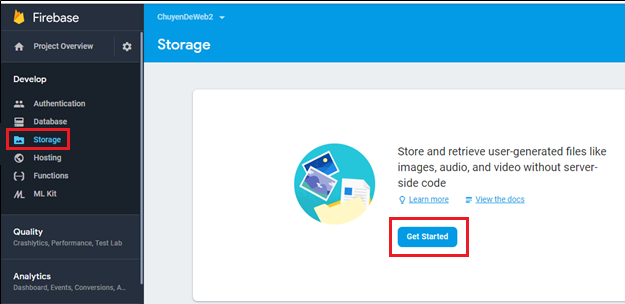 Firebase
Project Overview
Develop
Authentication
Database
Storage
Hosting
Functions
ML Kit
Quality
Crashlytics, Performance, Test Lab
Analytics
Dashboard, Events, Conversions, A...
ChuyenDeWeb2
Storage
Store and retrieve user-generated files like
images, audio, and video without server-
side code
Learn more View the docs
Get Started